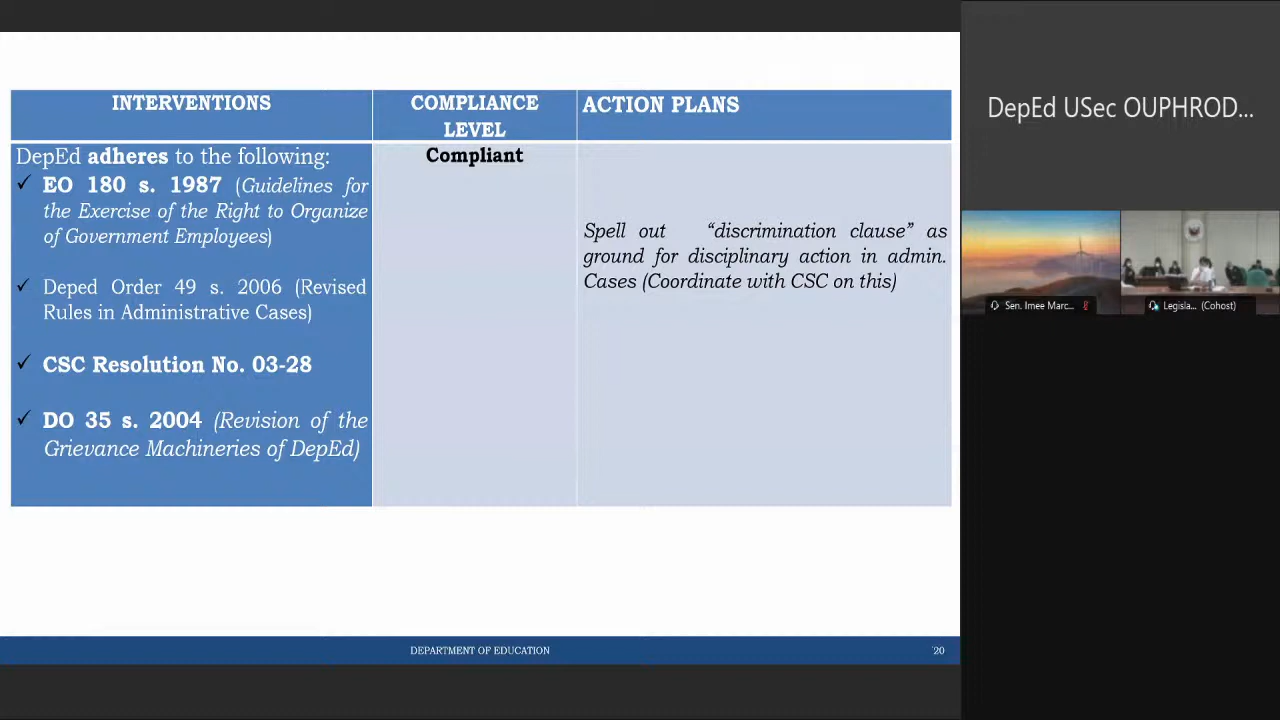 INTERVENTIONS
COMPLIANCE
LEVEL
ACTION PLANS
DepEd adheres to the following:
✓ EO 180 s. 1987 (Guidelines for
the Exercise of the Right to Organize
of Government Employees)
✓ Deped Order 49 s. 2006 (Revised
Rules in Administrative Cases)
✓ CSC Resolution No. 03-28
✓ DO 35 s. 2004 (Revision of the
Grievance Machineries of DepEd)
Compliant
Spell out “discrimination clause” as
ground for disciplinary action in admin.
Cases (Coordinate with CSC on this)
DEPARTMENT OF EDUCATION
'20
DepEd USec OUPHROD...
Sen. Imee Marc...
Legisla... (Cohost)